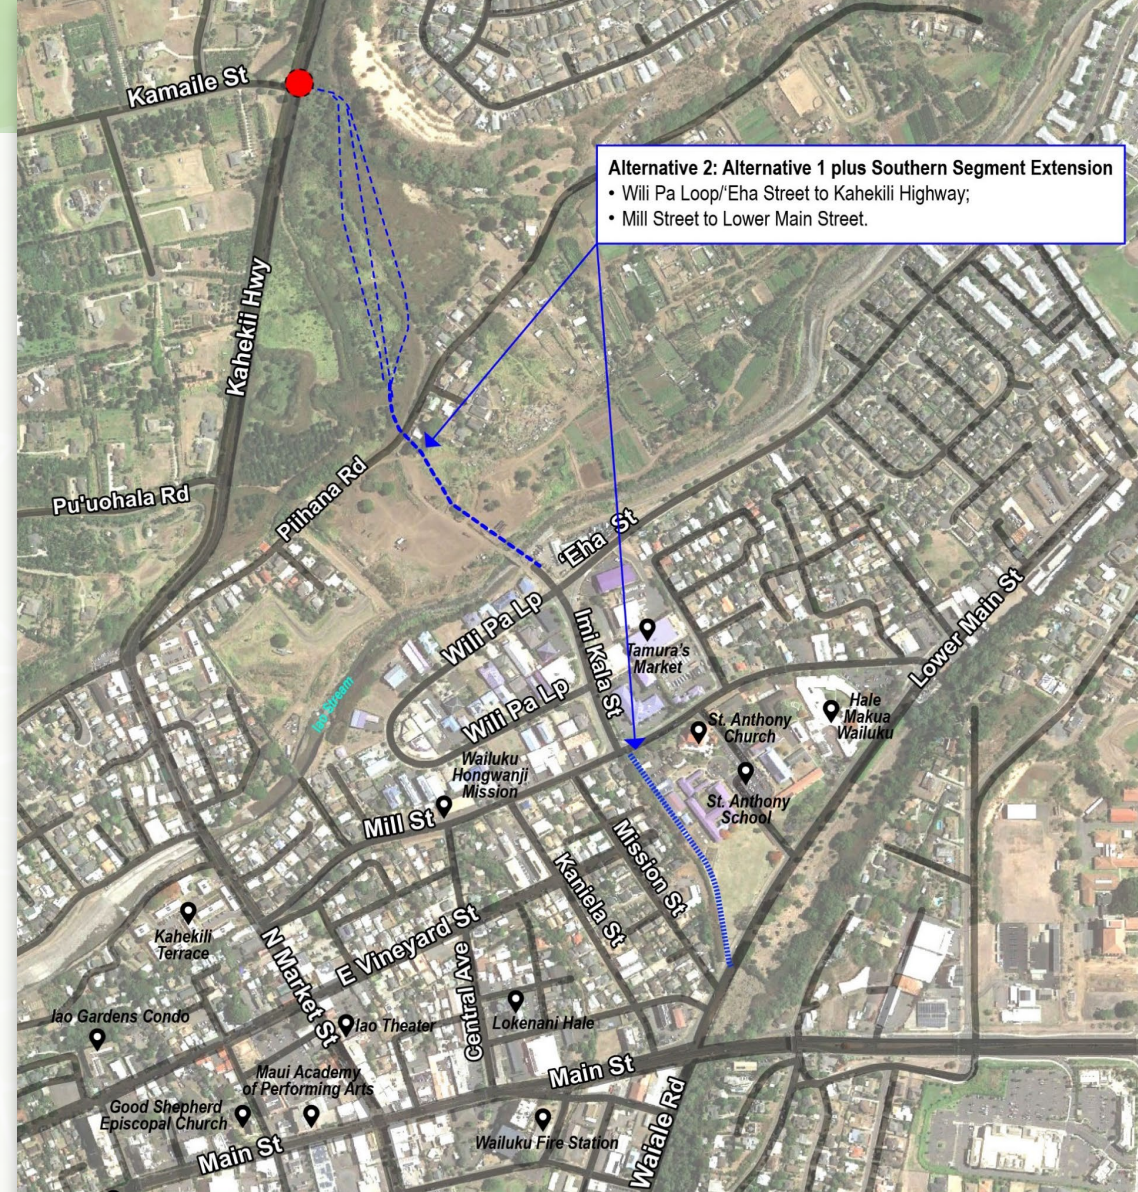 Kamaile St
Alternative 2: Alternative 1 plus Southern Segment Extension
• Wili Pa Loop/‘Eha Street to Kahekili Highway;
• Mill Street to Lower Main Street.
Kahekii Hwy
Pu'uohala Rd
Piihana Rd
‘Eha St
Wili Pa Lp
Imi Kala St
Tamura's
Market
Lower Main St
Wili Pa Lp
Iao Stream
St. Anthony
Church
Hale
Makua
Wailuku
Wailuku
Hongwanji
Mission
St. Anthony
School
Mill St
Mission St
Kaniela St
Kahekili
Terrace
N Market St
E Vineyard St
Central Ave
Iao Gardens Condo
Iao Theater
Lokenani Hale
Maui Academy
of Performing Arts
Main St
Good Shepherd
Episcopal Church
Wailuku Fire Station
Waiale Rd
Main St